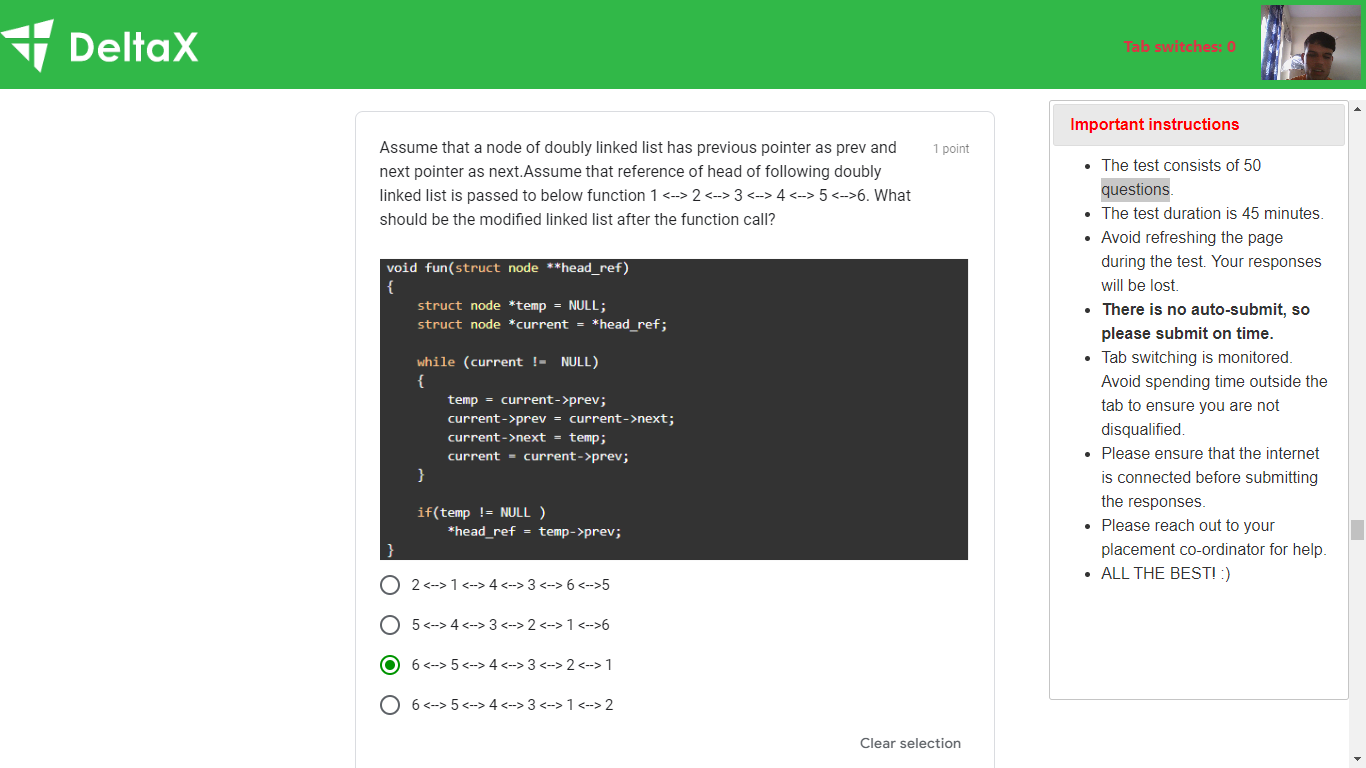 DeltaX
Tab switches: 0
Assume that a node of doubly linked list has previous pointer as prev and
next pointer as next.Assume that reference of head of following doubly
linked list is passed to below function 1 <--> 2 <--> 3 <--> 4 <--> 5 <-->6. What
should be the modified linked list after the function call?
1 point
void fun(struct node **head_ref)
{
    struct node *temp = NULL;
    struct node *current = *head_ref;

    while (current !=  NULL)
    {
        temp = current->prev;
        current->prev = current->next;
        current->next = temp;
        current = current->prev;
    }

    if(temp != NULL )
        *head_ref = temp->prev;
}
2 <--> 1 <--> 4 <--> 3 <--> 6 <-->5
5 <--> 4 <--> 3 <--> 2 <--> 1 <-->6
6 <--> 5 <--> 4 <--> 3 <--> 2 <--> 1
6 <--> 5 <--> 4 <--> 3 <--> 1 <--> 2
Clear selection
Important instructions
• The test consists of 50
questions.
• The test duration is 45 minutes.
• Avoid refreshing the page
during the test. Your responses
will be lost.
• There is no auto-submit, so
please submit on time.
• Tab switching is monitored.
Avoid spending time outside the
tab to ensure you are not
disqualified.
• Please ensure that the internet
is connected before submitting
the responses.
• Please reach out to your
placement co-ordinator for help.
• ALL THE BEST! :)